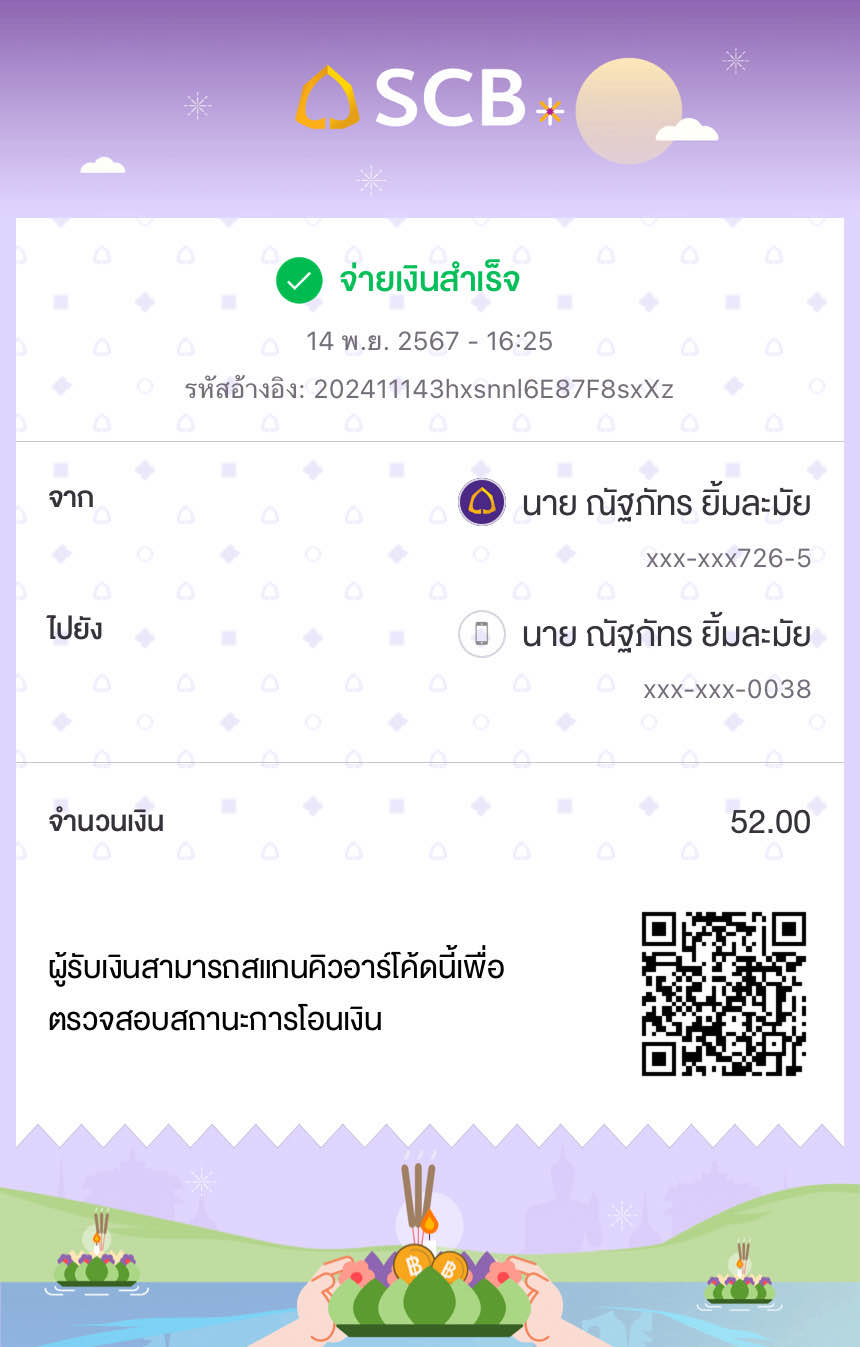 SCB
จ่ายเงินสำเร็จ
14 พ.ย. 2567 - 16:25
รหัสอ้างอิง: 202411143hxsnnl6E87F8sxXz
จาก
นาย ณัฐภัทร ยิ้มละมัย
xxx-xxx726-5
ไปยัง
นาย ณัฐภัทร ยิ้มละมัย
xxx-xxx-0038
จำนวนเงิน
52.00
ผู้รับเงินสามารถสแกนคิวอาร์โค้ดนี้เพื่อ
ตรวจสอบสถานะการโอนเงิน